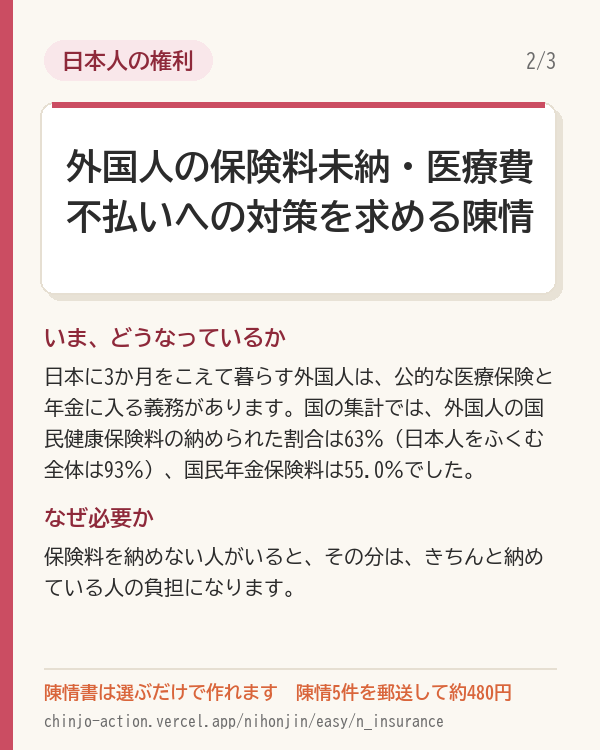 日本人の権利
2/3
外国人の保険料未納・医療費
不払いへの対策を求める陳情
いま、どうなっているか
日本に3か月をこえて暮らす外国人は、公的な医療保険と
年金に入る義務があります。国の集計では、外国人の国
民健康保険料の納められた割合は63%（日本人をふくむ
全体は93%）、国民年金保険料は55.0%でした。
なぜ必要か
保険料を納めない人がいると、その分は、きちんと納め
ている人の負担になります。
陳情書は選ぶだけで作れます　陳情5件を郵送して約480円
chinjo-action.vercel.app/nihonjin/easy/n_insurance